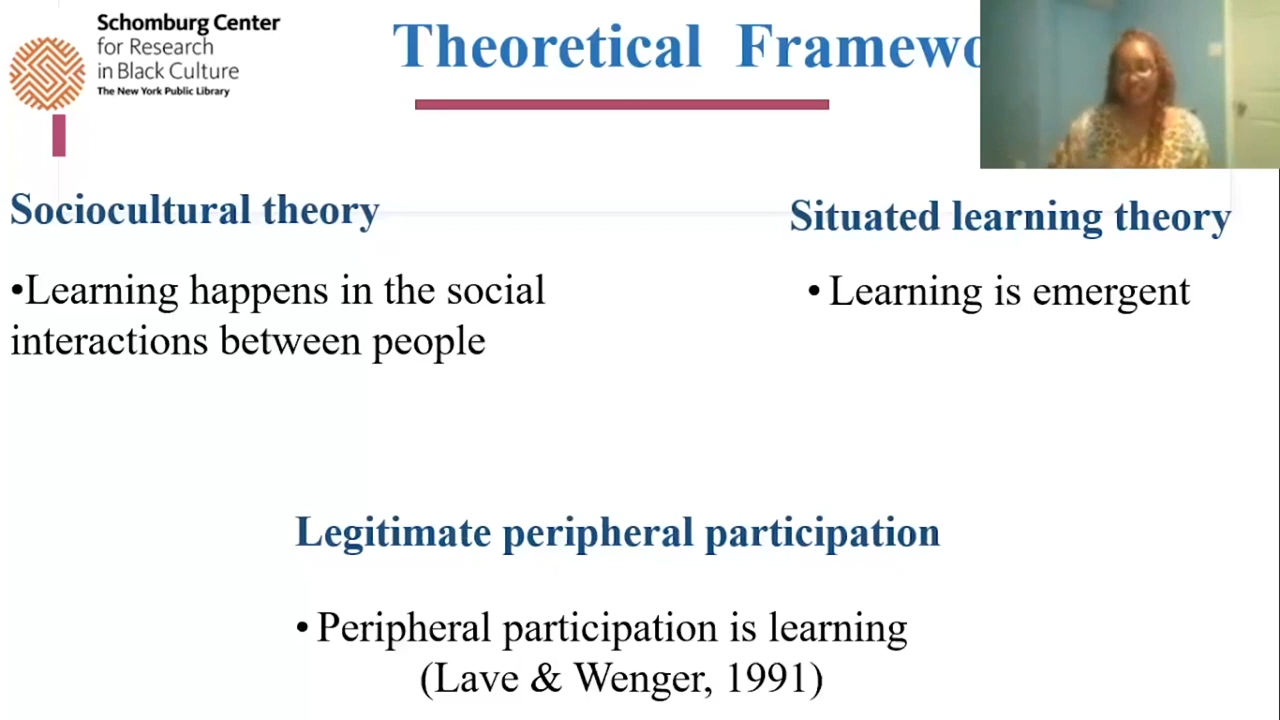 Schomburg Center
for Research
in Black Culture
The New York Public Library
Theoretical Framewo
Sociocultural theory
•Learning happens in the social
interactions between people
Situated learning theory
• Learning is emergent
Legitimate peripheral participation
• Peripheral participation is learning
(Lave & Wenger, 1991)